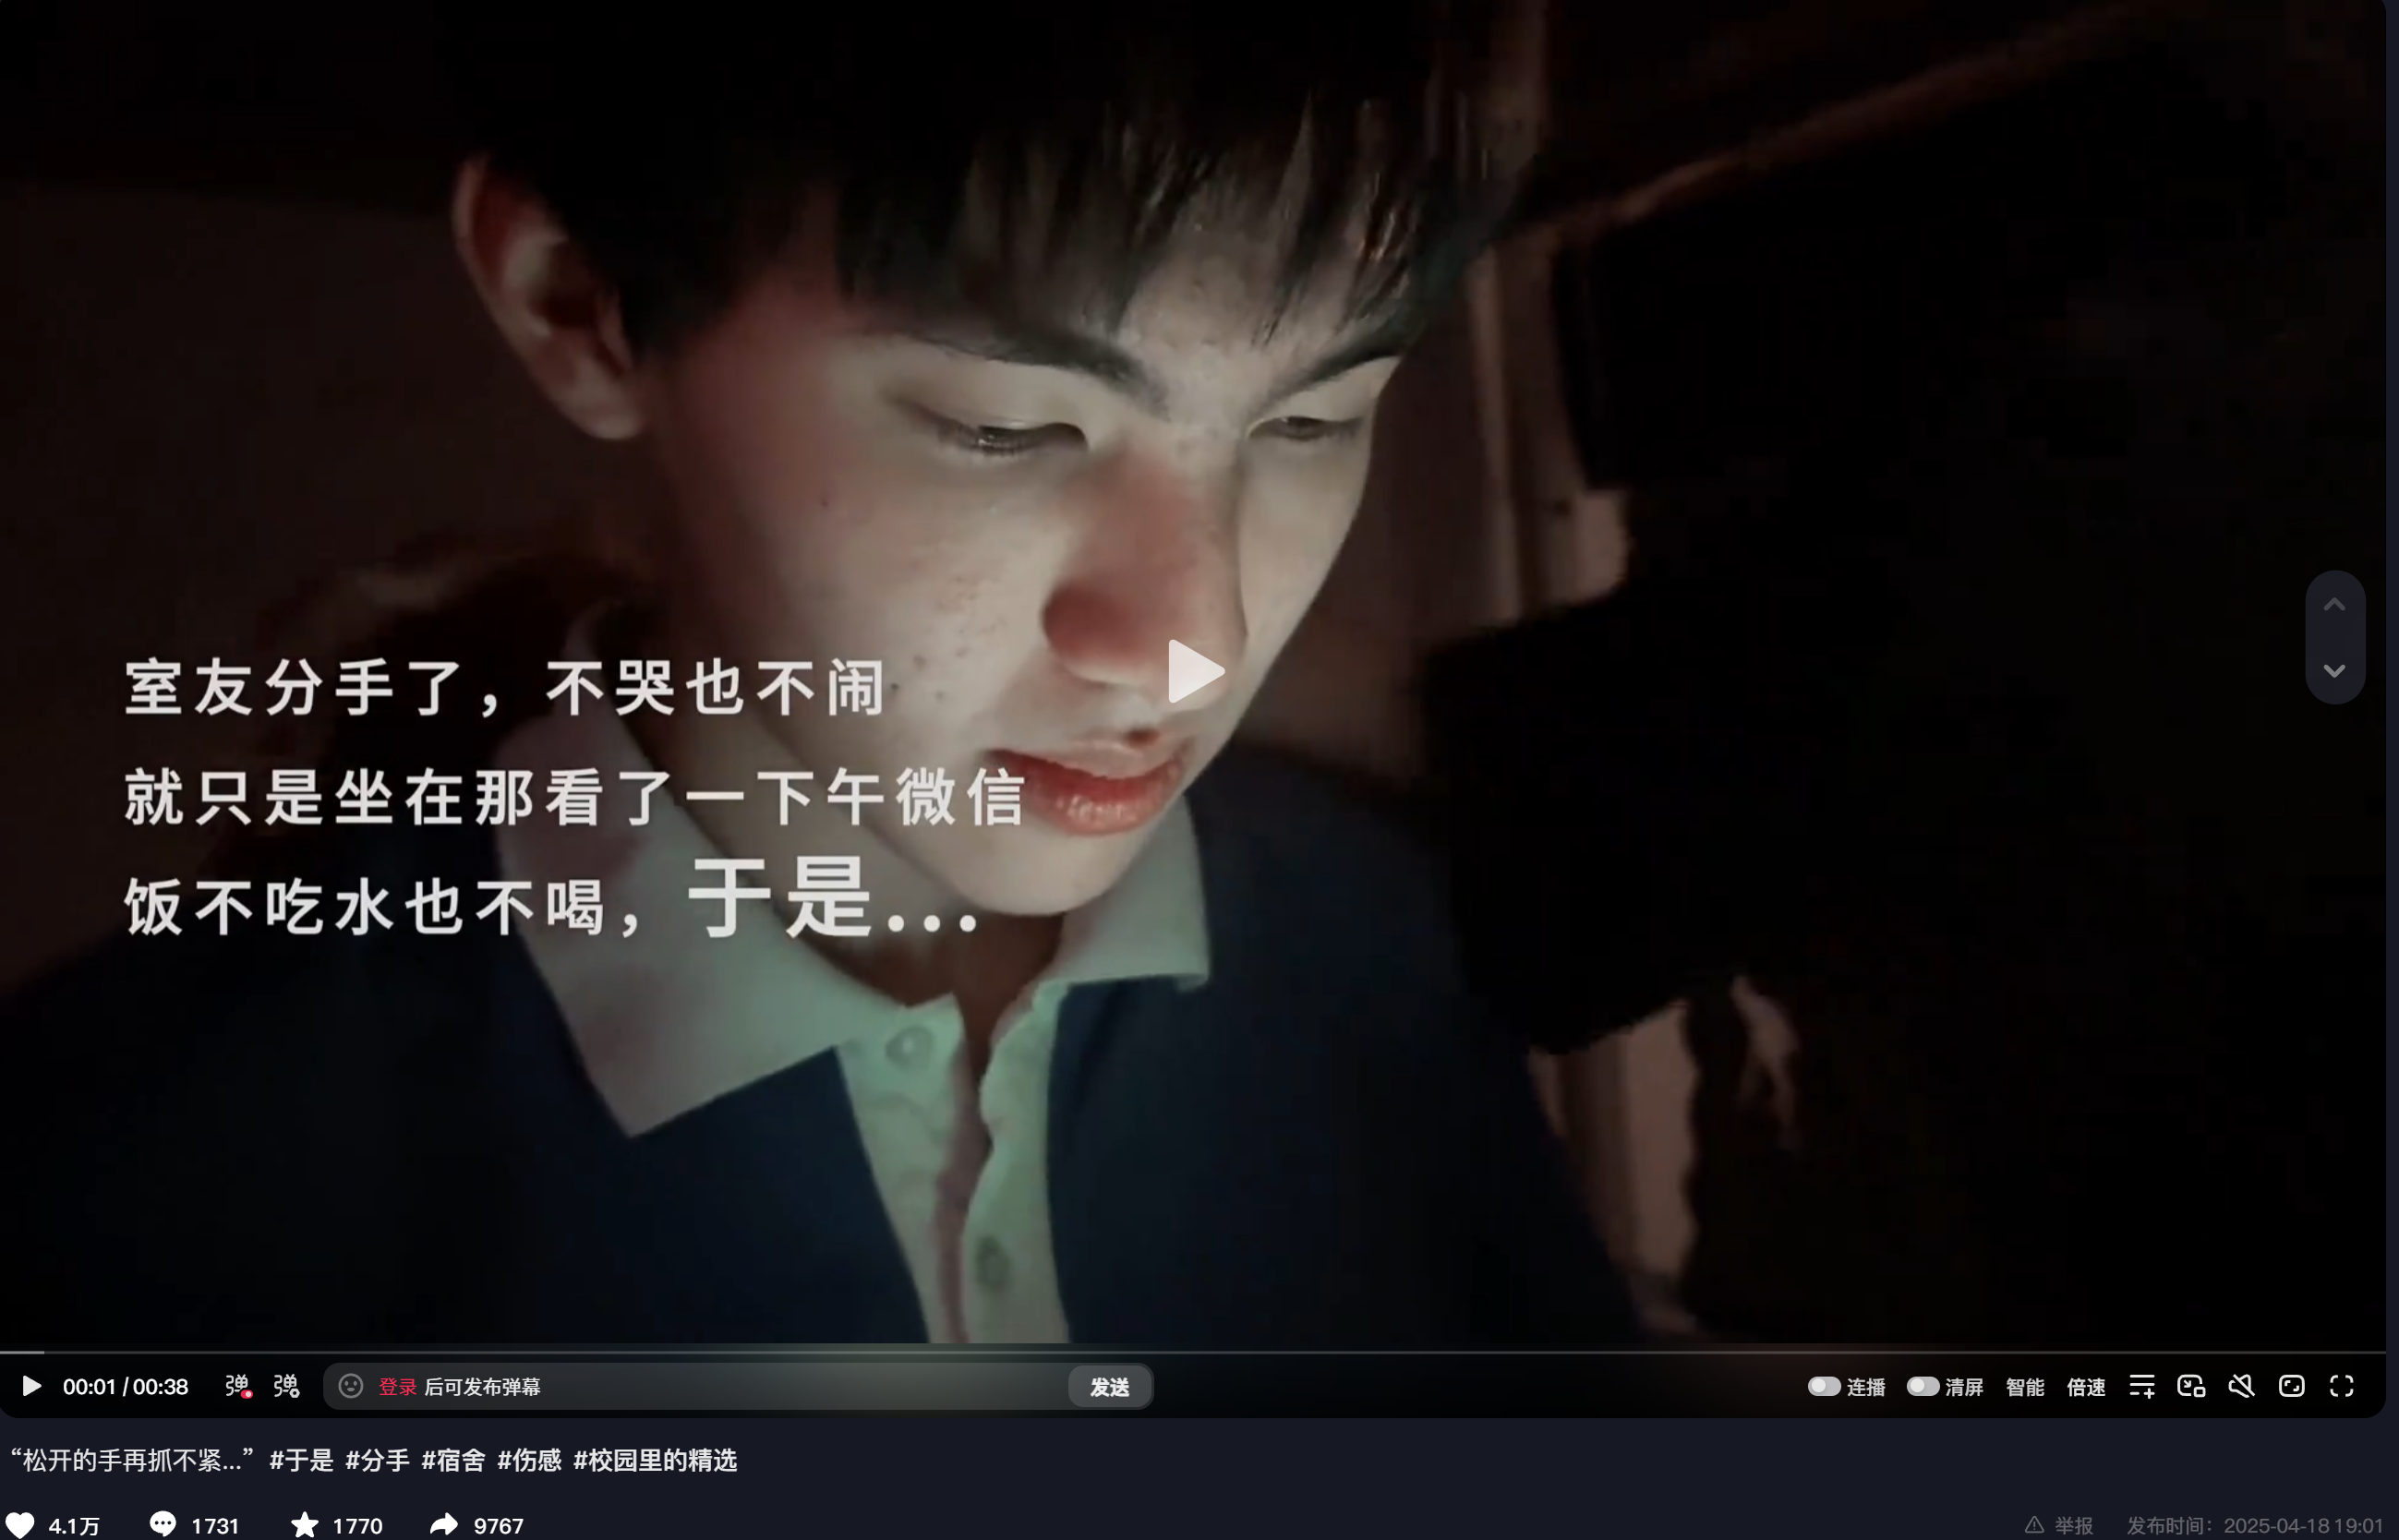 室友分手了，不哭也不闹
就只是坐在那看了一下午微信
饭不吃水也不喝，于是...
00:01 / 00:38
弹
弹
登录 后可发布弹幕
发送
连播
清屏
智能
倍速
“松开的手再抓不紧...” #于是 #分手 #宿舍 #伤感 #校园里的精选
4.1万
1731
1770
9767
举报
发布时间：2025-04-18 19:01